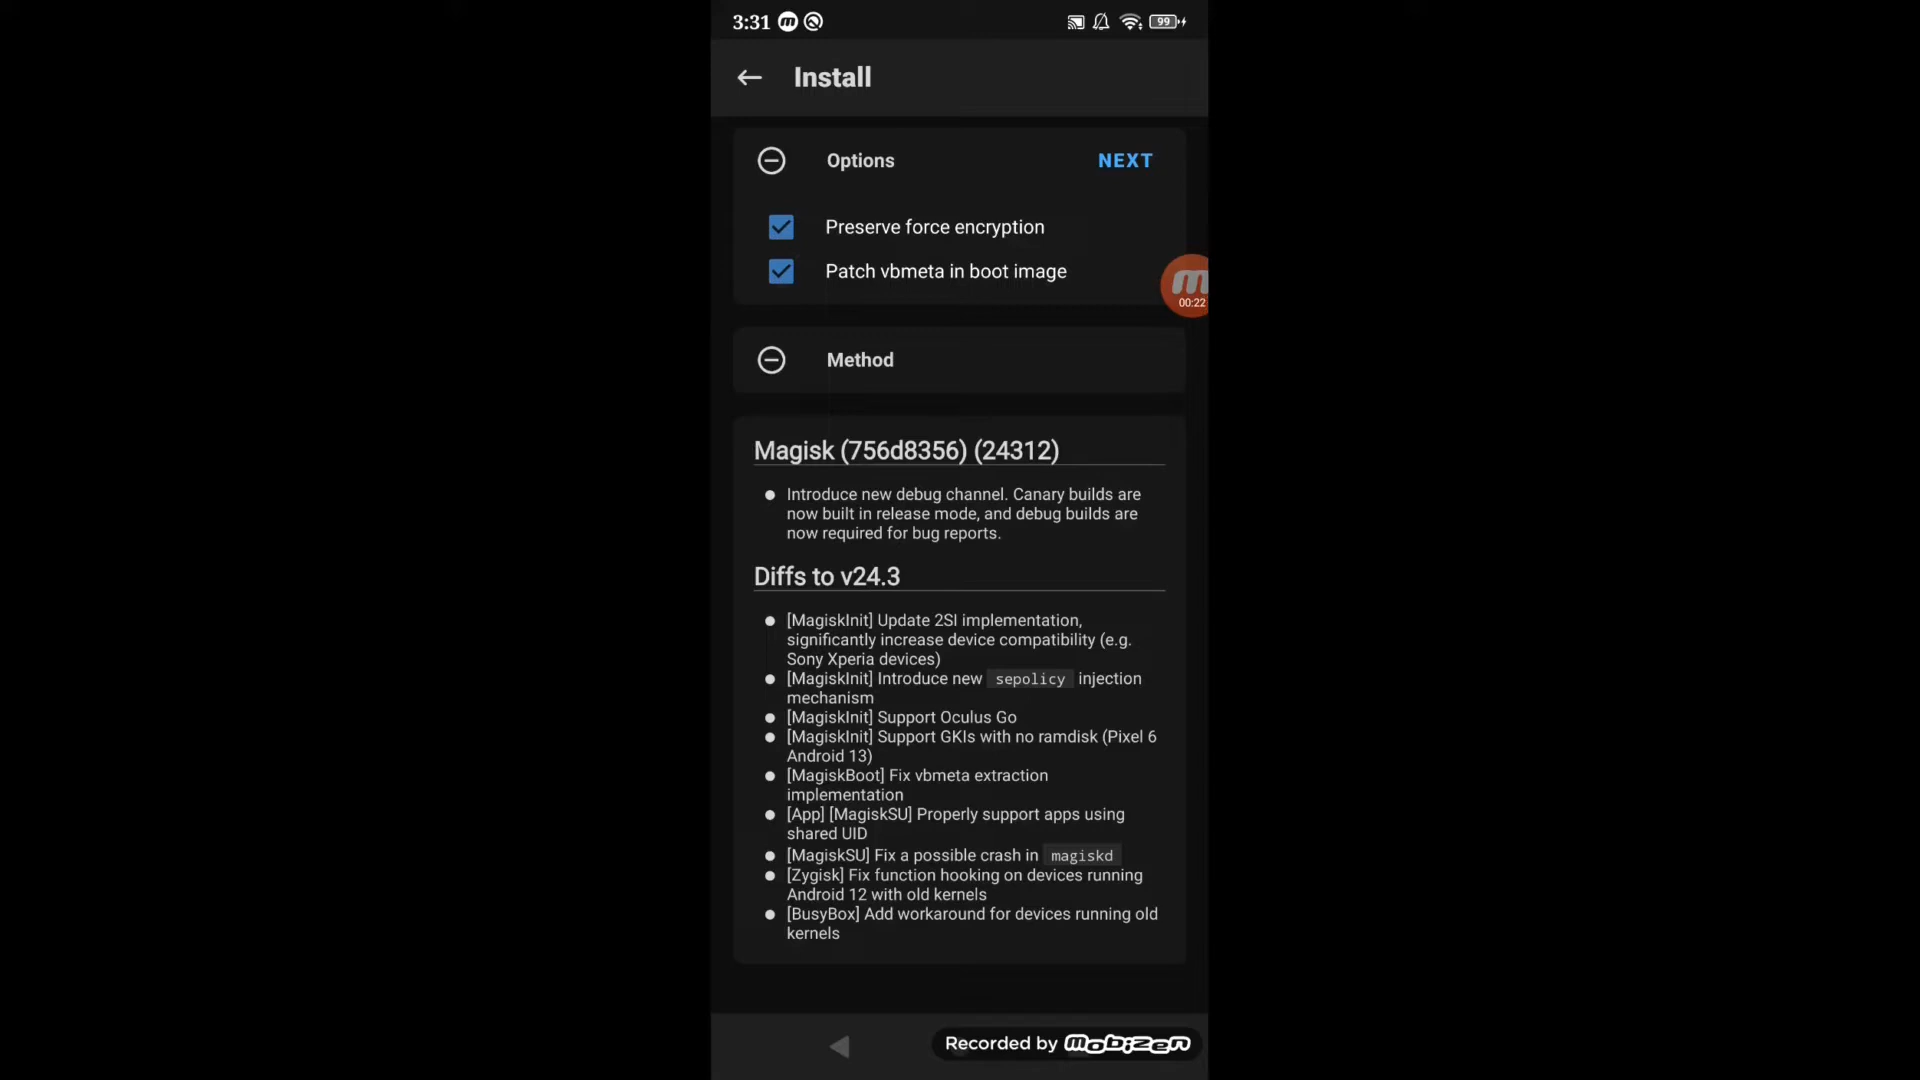 3:31
99
Install
Options
NEXT
Preserve force encryption
Patch vbmeta in boot image
00:22
Method
Magisk (756d8356) (24312)
Introduce new debug channel. Canary builds are
now built in release mode, and debug builds are
now required for bug reports.
Diffs to v24.3
[MagiskInit] Update 2SI implementation,
significantly increase device compatibility (e.g.
Sony Xperia devices)
[MagiskInit] Introduce new sepolicy injection
mechanism
[MagiskInit] Support Oculus Go
[MagiskInit] Support GKIs with no ramdisk (Pixel 6
Android 13)
[MagiskBoot] Fix vbmeta extraction
implementation
[App] [MagiskSU] Properly support apps using
shared UID
[MagiskSU] Fix a possible crash in magiskd
[Zygisk] Fix function hooking on devices running
Android 12 with old kernels
[BusyBox] Add workaround for devices running old
kernels
Recorded by Mobizen